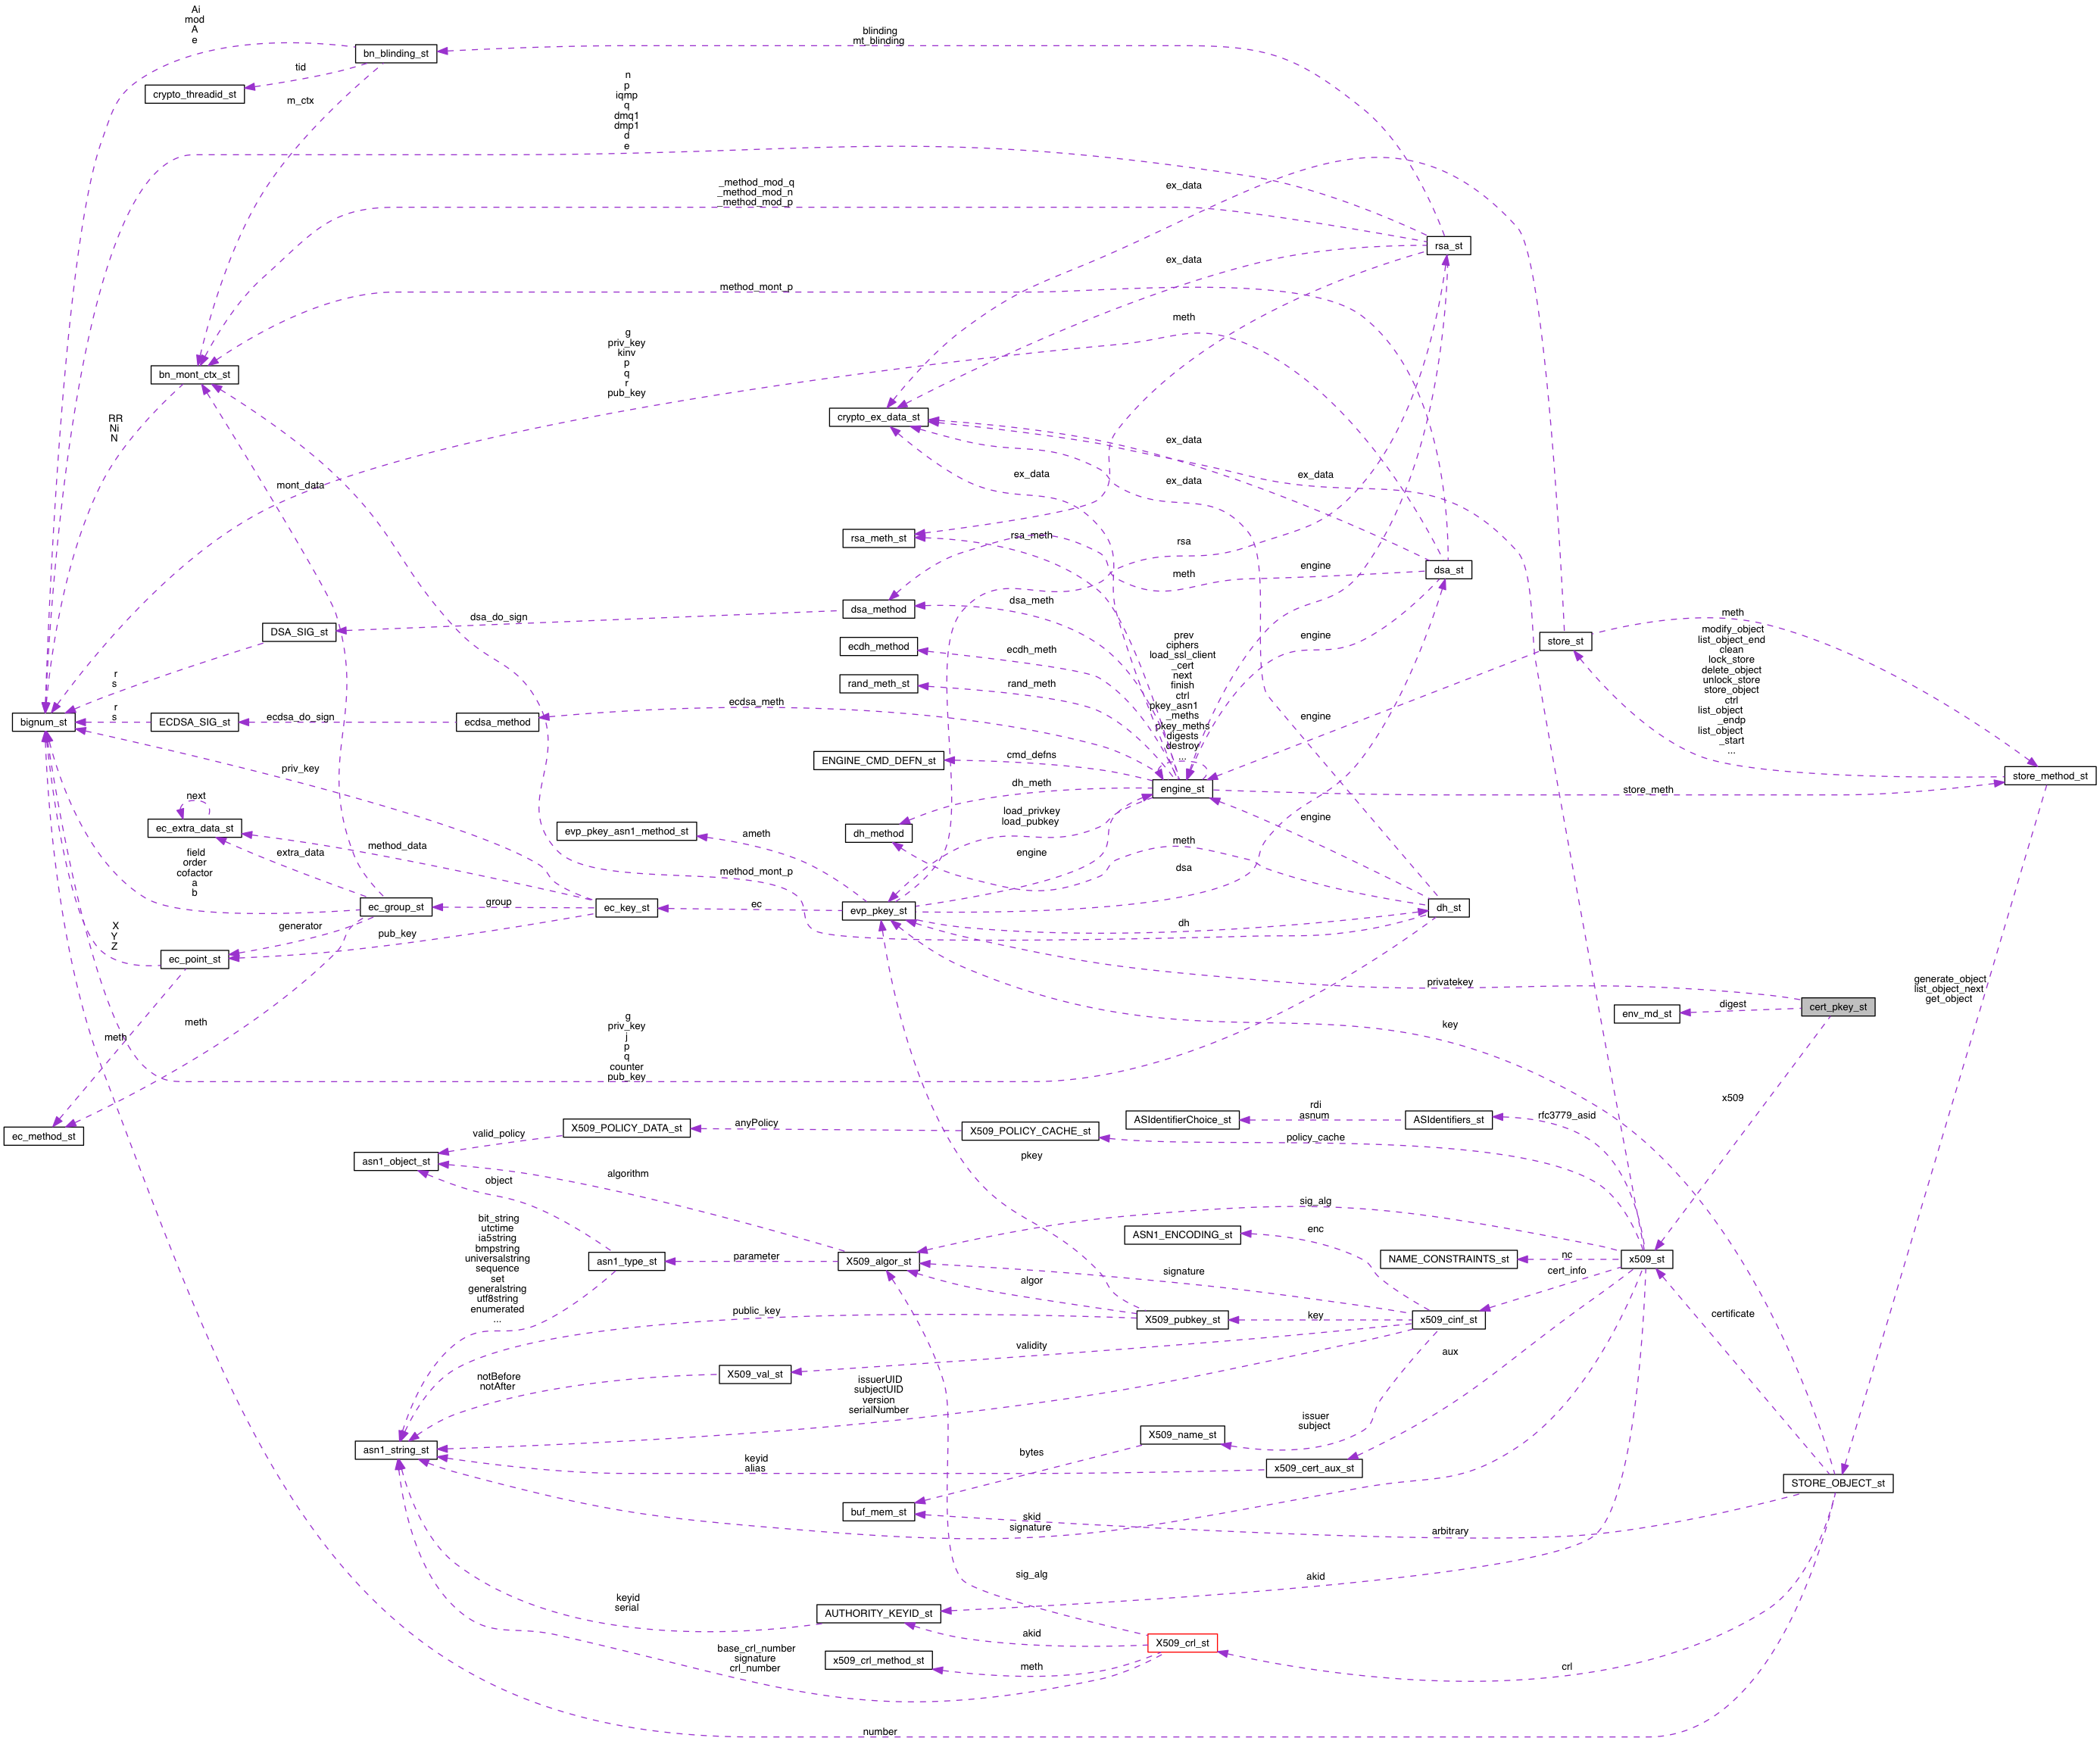 Ai
mod
A
e
bn_blinding_st
blinding
mt_blinding
tid
crypto_threadid_st
m_ctx
n
p
iqmp
q
dmq1
dmp1
d
e
_method_mod_q
_method_mod_n
_method_mod_p
ex_data
rsa_st
ex_data
method_mont_p
meth
g
priv_key
kinv
p
q
r
pub_key
bn_mont_ctx_st
RR
Ni
N
crypto_ex_data_st
ex_data
ex_data
ex_data
ex_data
mont_data
rsa_meth_st
rsa_meth
rsa
meth
engine
dsa_st
dsa_method
dsa_meth
dsa_do_sign
DSA_SIG_st
ecdh_method
ecdh_meth
engine
store_st
meth
modify_object
list_object_end
clean
lock_store
delete_object
unlock_store
store_object
ctrl
list_object
_endp
list_object
_start
...
prev
ciphers
load_ssl_client
_cert
next
finish
ctrl
pkey_asn1
_meths
pkey_meths
digests
destroy
...
rand_meth_st
rand_meth
r
s
r
s
bignum_st
ECDSA_SIG_st
ecdsa_do_sign
ecdsa_method
ecdsa_meth
engine
ENGINE_CMD_DEFN_st
cmd_defns
priv_key
engine_st
store_meth
store_method_st
dh_meth
next
ec_extra_data_st
evp_pkey_asn1_method_st
ameth
dh_method
load_privkey
load_pubkey
engine
meth
engine
method_data
extra_data
field
order
cofactor
a
b
method_mont_p
dsa
ec_group_st
group
ec_key_st
ec
evp_pkey_st
dh_st
dh
generator
pub_key
X
Y
Z
ec_point_st
privatekey
generate_object
list_object_next
get_object
cert_pkey_st
digest
env_md_st
key
meth
meth
g
priv_key
j
p
q
counter
pub_key
x509
ec_method_st
X509_POLICY_DATA_st
anyPolicy
X509_POLICY_CACHE_st
policy_cache
ASIdentifierChoice_st
rdi
asnum
ASIdentifiers_st
rfc3779_asid
valid_policy
asn1_object_st
algorithm
pkey
object
sig_alg
bit_string
utctime
ia5string
bmpstring
universalstring
sequence
set
generalstring
utf8string
enumerated
...
ASN1_ENCODING_st
enc
asn1_type_st
parameter
X509_algor_st
signature
NAME_CONSTRAINTS_st
nc
x509_st
cert_info
algor
public_key
X509_pubkey_st
key
x509_cinf_st
certificate
validity
aux
X509_val_st
notBefore
notAfter
issuerUID
subjectUID
version
serialNumber
issuer
subject
X509_name_st
asn1_string_st
bytes
keyid
alias
x509_cert_aux_st
STORE_OBJECT_st
buf_mem_st
skid
signature
arbitrary
sig_alg
akid
keyid
serial
AUTHORITY_KEYID_st
akid
X509_crl_st
base_crl_number
signature
crl_number
x509_crl_method_st
meth
crl
number